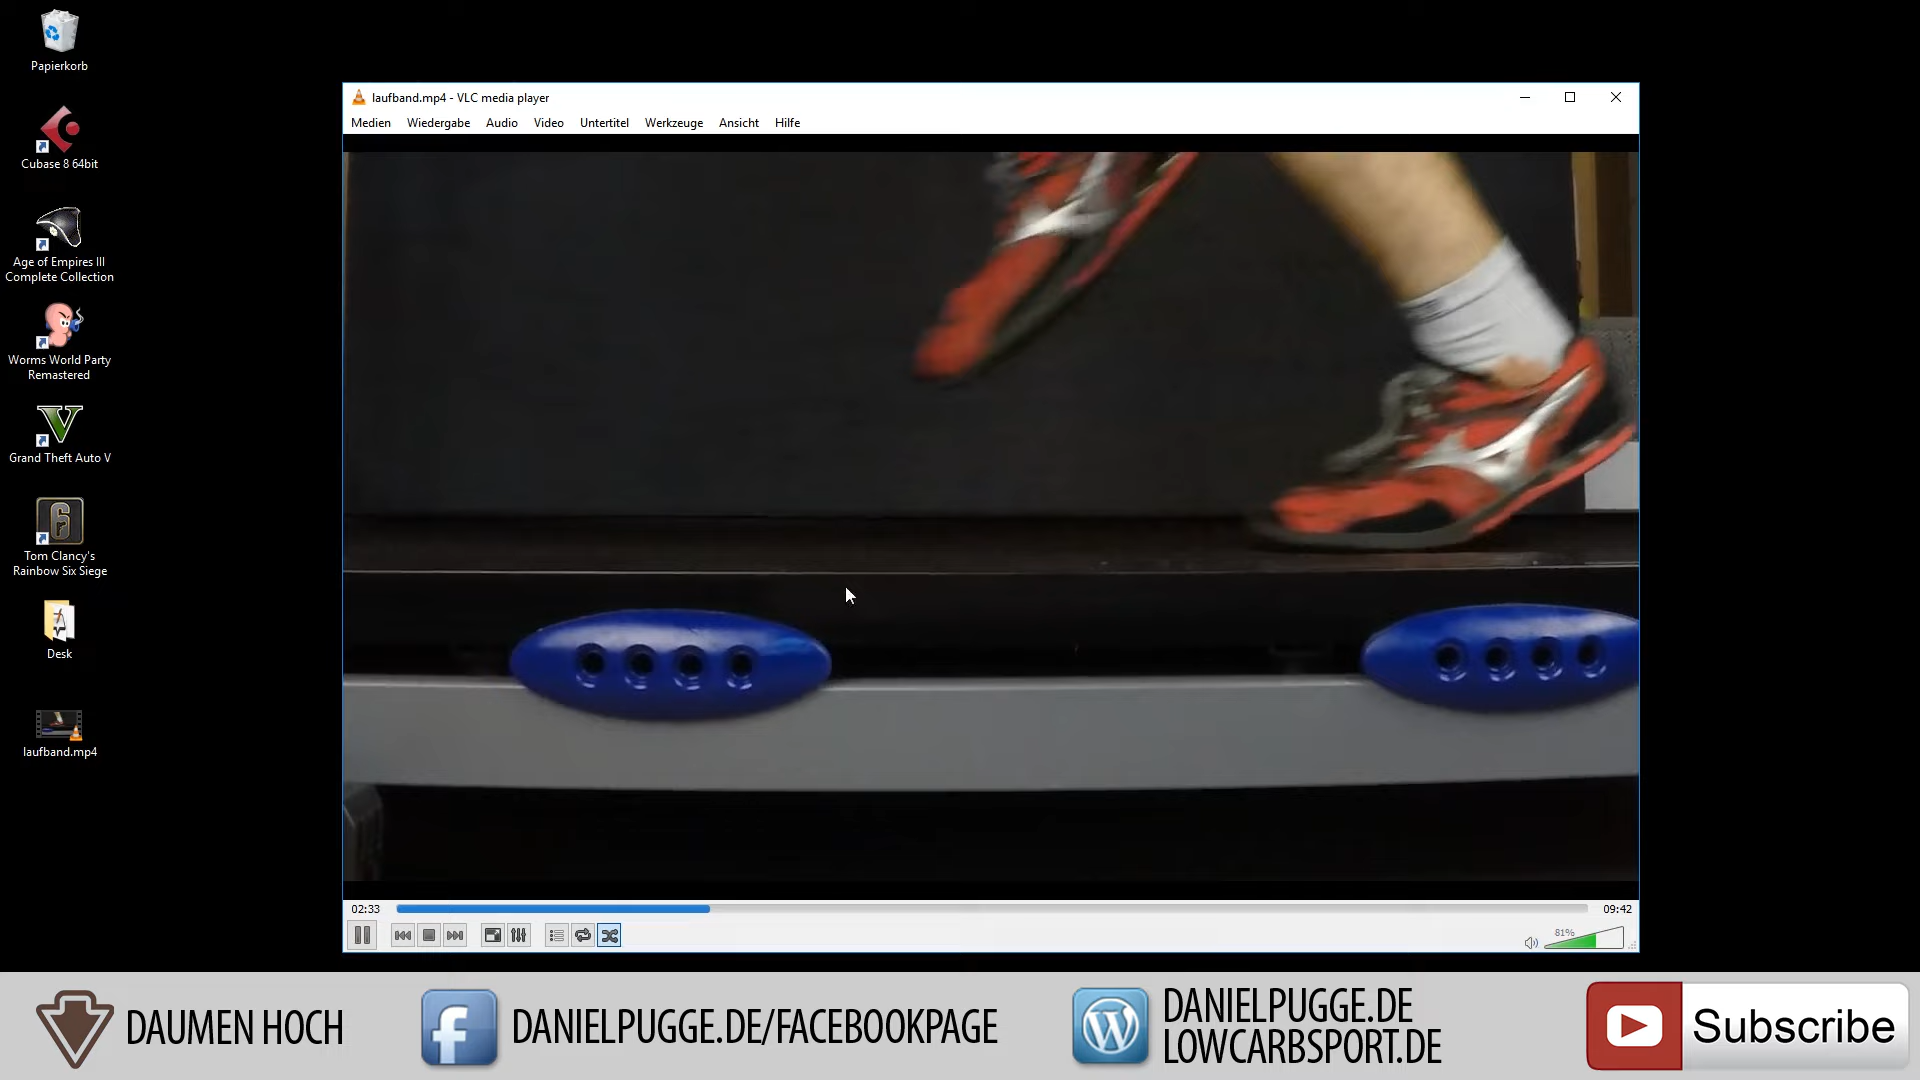 Papierkorb
Cubase 8 64bit
Age of Empires III
Complete Collection
Worms World Party
Remastered
Grand Theft Auto V
Tom Clancy's
Rainbow Six Siege
Desk
laufband.mp4
laufband.mp4 - VLC media player
Medien Wiedergabe Audio Video Untertitel Werkzeuge Ansicht Hilfe
02:33
09:42
81%
DAUMEN HOCH
DANIELPUGGE.DE/FACEBOOKPAGE
DANIELPUGGE.DE
LOWCARBSPORT.DE
Subscribe